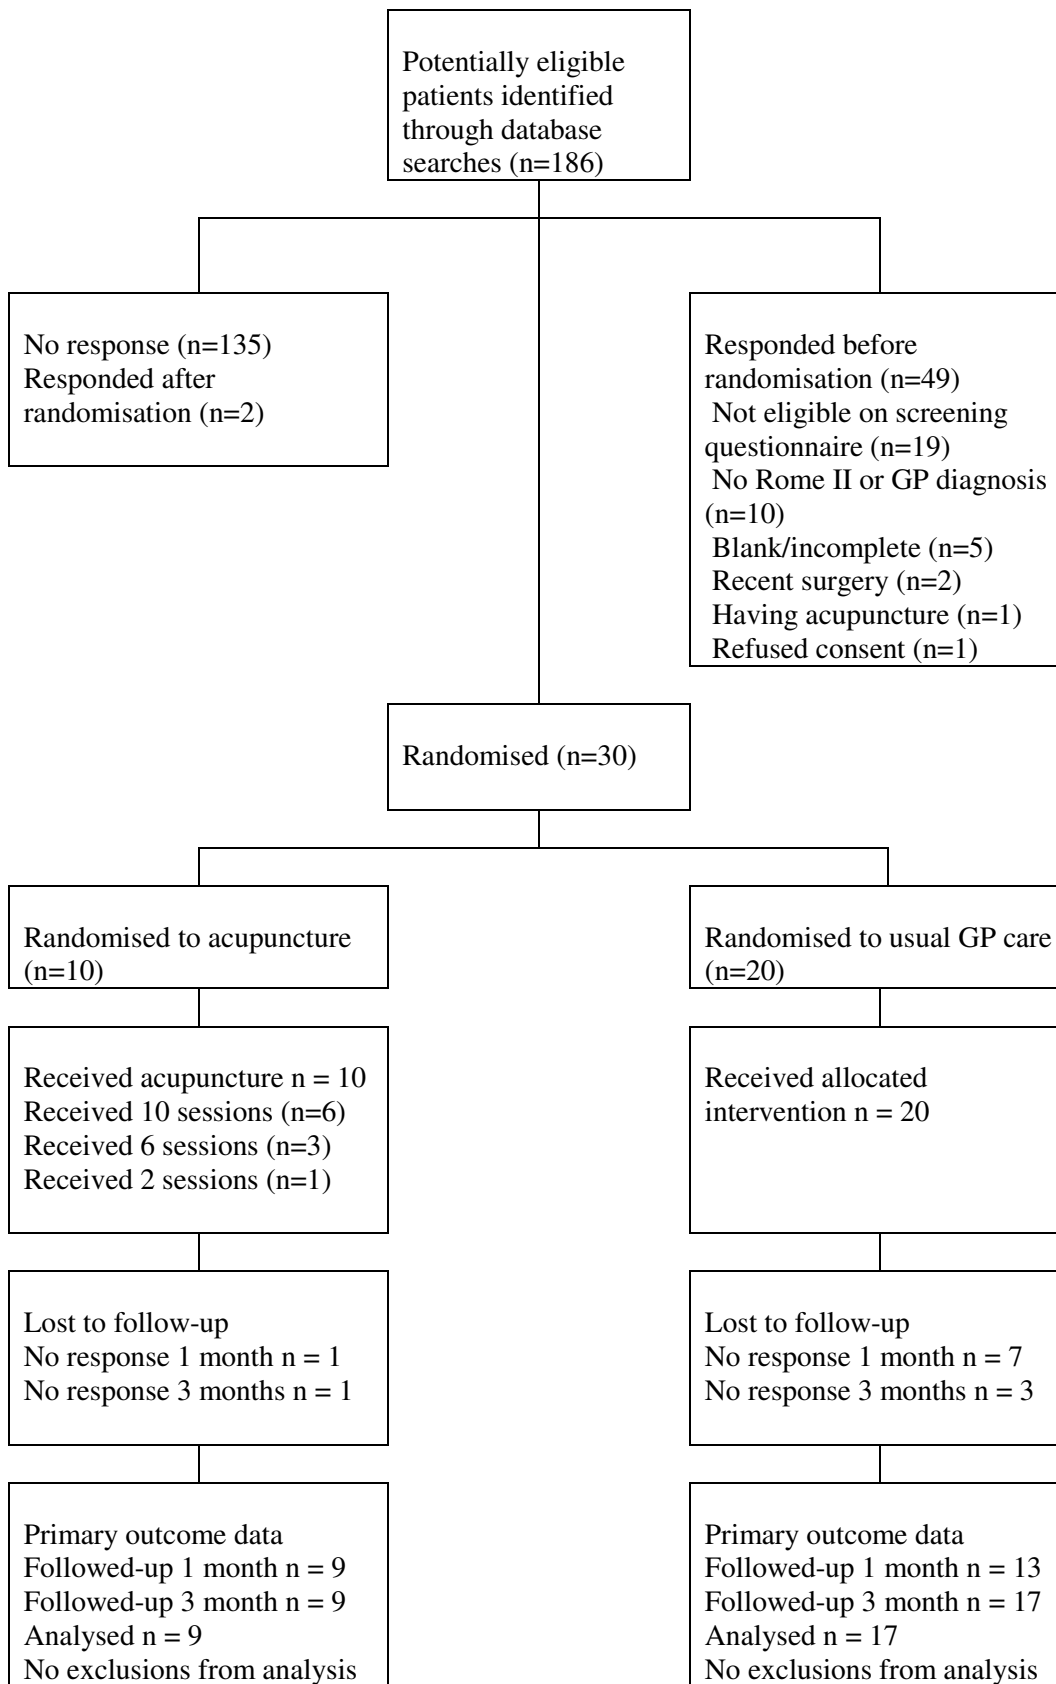 Potentially eligible
patients identified
through database
searches (n=186)
No response (n=135)
Responded after
randomisation (n=2)
Responded before
randomisation (n=49)
Not eligible on screening
questionnaire (n=19)
No Rome II or GP diagnosis
(n=10)
Blank/incomplete (n=5)
Recent surgery (n=2)
Having acupuncture (n=1)
Refused consent (n=1)
Randomised (n=30)
Randomised to acupuncture
(n=10)
Randomised to usual GP care
(n=20)
Received acupuncture n = 10
Received 10 sessions (n=6)
Received 6 sessions (n=3)
Received 2 sessions (n=1)
Received allocated
intervention n = 20
Lost to follow-up
No response 1 month n = 1
No response 3 months n = 1
Lost to follow-up
No response 1 month n = 7
No response 3 months n = 3
Primary outcome data
Followed-up 1 month n = 9
Followed-up 3 month n = 9
Analysed n = 9
No exclusions from analysis
Primary outcome data
Followed-up 1 month n = 13
Followed-up 3 month n = 17
Analysed n = 17
No exclusions from analysis